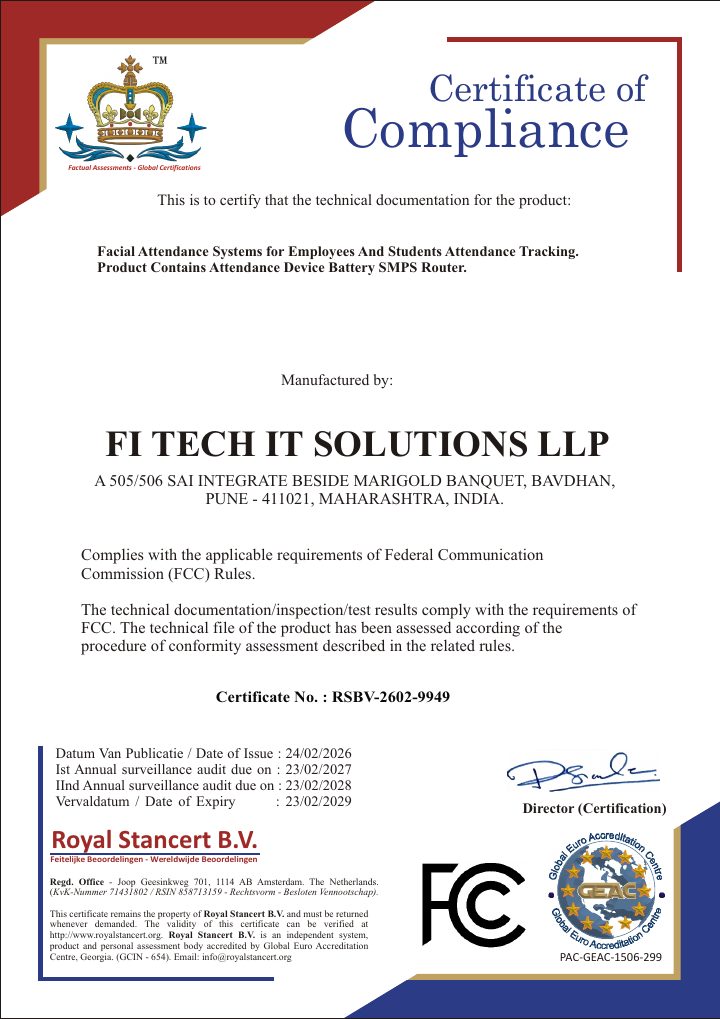 TM
Factual Assessments - Global Certifications
Certificate of
Compliance
This is to certify that the technical documentation for the product:
Facial Attendance Systems for Employees And Students Attendance Tracking.
Product Contains Attendance Device Battery SMPS Router.
Manufactured by:
FI TECH IT SOLUTIONS LLP
A 505/506 SAI INTEGRATE BESIDE MARIGOLD BANQUET, BAVDHAN,
PUNE - 411021, MAHARASHTRA, INDIA.
Complies with the applicable requirements of Federal Communication
Commission (FCC) Rules.
The technical documentation/inspection/test results comply with the requirements of
FCC. The technical file of the product has been assessed according of the
procedure of conformity assessment described in the related rules.
Certificate No. : RSBV-2602-9949
Datum Van Publicatie / Date of Issue : 24/02/2026
Ist Annual surveillance audit due on : 23/02/2027
IInd Annual surveillance audit due on : 23/02/2028
Vervaldatum / Date of Expiry : 23/02/2029
Director (Certification)
Royal Stancert B.V.
Feitelijke Beoordelingen - Wereldwijde Beoordelingen
Regd. Office - Joop Geesinkweg 701, 1114 AB Amsterdam. The Netherlands.
(KvK-Nummer 71431802 / RSIN 858713159 - Rechtsvorm - Besloten Vennootschap).
This certificate remains the property of Royal Stancert B.V. and must be returned
whenever demanded. The validity of this certificate can be verified at
http://www.royalstancert.org. Royal Stancert B.V. is an independent system,
product and personal assessment body accredited by Global Euro Accreditation
Centre, Georgia. (GCIN - 654). Email: info@royalstancert.org
FCC
Global Euro Accreditation Centre
GEAC
Global Euro Accreditation Centre
PAC-GEAC-1506-299